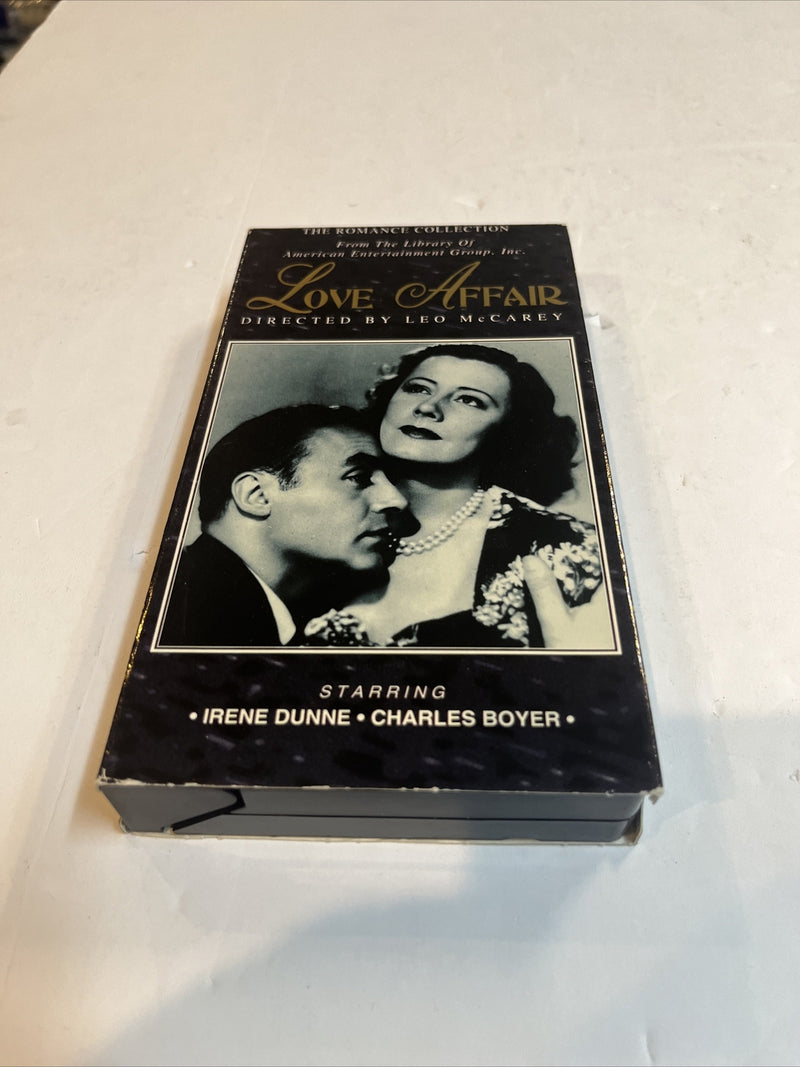 THE ROMANCE COLLECTION
From The Library Of
American Entertainment Group, Inc.
LOVE AFFAIR
DIRECTED BY LEO McCAREY
STARRING
• IRENE DUNNE • CHARLES BOYER •